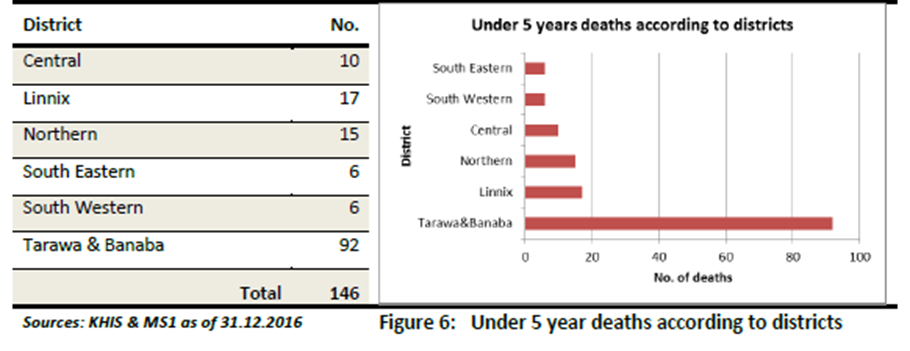 District No.
Central 10
Linnix 17
Northern 15
South Eastern 6
South Western 6
Tarawa & Banaba 92
Total 146
Sources: KHIS & MS1 as of 31.12.2016
Under 5 years deaths according to districts
District
South Eastern
South Western
Central
Northern
Linnix
Tarawa&Banaba
0 20 40 60 80 100
No. of deaths
Figure 6: Under 5 year deaths according to districts